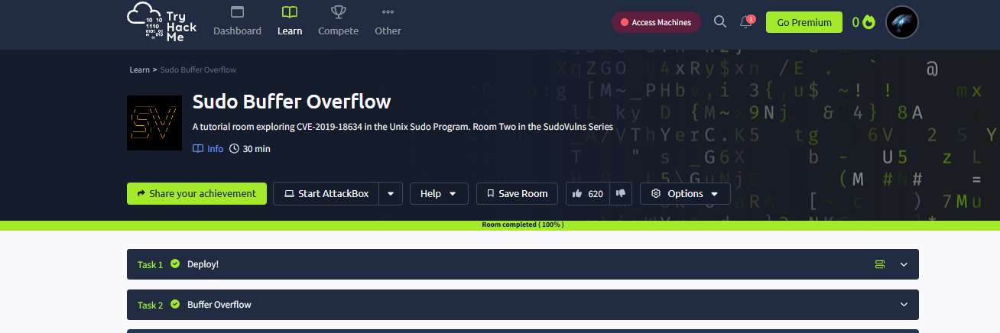 Try
Hack
Me
Dashboard
Learn
Compete
Other
Access Machines
1
Go Premium
0
Learn > Sudo Buffer Overflow
Sudo Buffer Overflow
A tutorial room exploring CVE-2019-18634 in the Unix Sudo Program. Room Two in the SudoVulns Series
Info
30 min
Share your achievement
Start AttackBox
Help
Save Room
620
Options
Room completed ( 100% )
Task 1
Deploy!
Task 2
Buffer Overflow